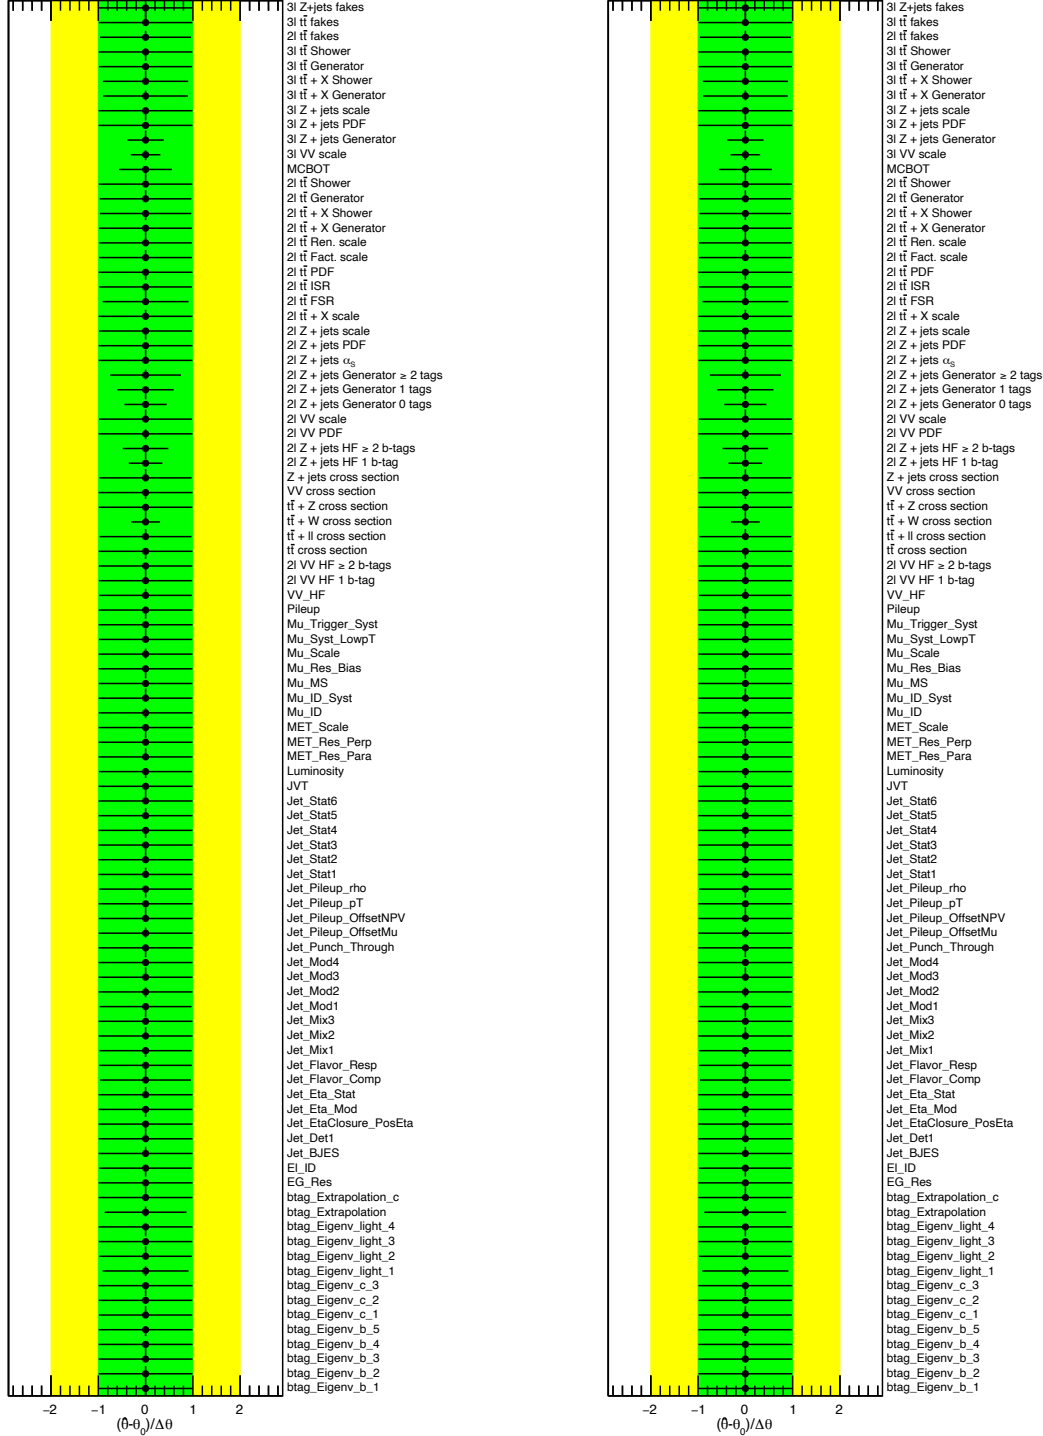 3l Z+jets fakes
3l tt̄ fakes
2l tt̄ fakes
3l tt̄ Shower
3l tt̄ Generator
3l tt̄ + X Shower
3l tt̄ + X Generator
3l Z + jets scale
3l Z + jets PDF
3l Z + jets Generator
3l VV scale
MCBOT
2l tt̄ Shower
2l tt̄ Generator
2l tt̄ + X Shower
2l tt̄ + X Generator
2l tt̄ Ren. scale
2l tt̄ Fact. scale
2l tt̄ PDF
2l tt̄ ISR
2l tt̄ FSR
2l tt̄ + X scale
2l Z + jets scale
2l Z + jets PDF
2l Z + jets αS
2l Z + jets Generator ≥ 2 tags
2l Z + jets Generator 1 tags
2l Z + jets Generator 0 tags
2l VV scale
2l VV PDF
2l Z + jets HF ≥ 2 b-tags
2l Z + jets HF 1 b-tag
Z + jets cross section
VV cross section
tt̄ + Z cross section
tt̄ + W cross section
tt̄ + ll cross section
tt̄ cross section
2l VV HF ≥ 2 b-tags
2l VV HF 1 b-tag
VV_HF
Pileup
Mu_Trigger_Syst
Mu_Syst_LowpT
Mu_Scale
Mu_Res_Bias
Mu_MS
Mu_ID_Syst
Mu_ID
MET_Scale
MET_Res_Perp
MET_Res_Para
Luminosity
JVT
Jet_Stat6
Jet_Stat5
Jet_Stat4
Jet_Stat3
Jet_Stat2
Jet_Stat1
Jet_Pileup_rho
Jet_Pileup_pT
Jet_Pileup_OffsetNPV
Jet_Pileup_OffsetMu
Jet_Punch_Through
Jet_Mod4
Jet_Mod3
Jet_Mod2
Jet_Mod1
Jet_Mix3
Jet_Mix2
Jet_Mix1
Jet_Flavor_Resp
Jet_Flavor_Comp
Jet_Eta_Stat
Jet_Eta_Mod
Jet_EtaClosure_PosEta
Jet_Det1
Jet_BJES
El_ID
EG_Res
btag_Extrapolation_c
btag_Extrapolation
btag_Eigenv_light_4
btag_Eigenv_light_3
btag_Eigenv_light_2
btag_Eigenv_light_1
btag_Eigenv_c_3
btag_Eigenv_c_2
btag_Eigenv_c_1
btag_Eigenv_b_5
btag_Eigenv_b_4
btag_Eigenv_b_3
btag_Eigenv_b_2
btag_Eigenv_b_1
−2 −1 0 1 2
(θ̂-θ0)/Δθ
3l Z+jets fakes
3l tt̄ fakes
2l tt̄ fakes
3l tt̄ Shower
3l tt̄ Generator
3l tt̄ + X Shower
3l tt̄ + X Generator
3l Z + jets scale
3l Z + jets PDF
3l Z + jets Generator
3l VV scale
MCBOT
2l tt̄ Shower
2l tt̄ Generator
2l tt̄ + X Shower
2l tt̄ + X Generator
2l tt̄ Ren. scale
2l tt̄ Fact. scale
2l tt̄ PDF
2l tt̄ ISR
2l tt̄ FSR
2l tt̄ + X scale
2l Z + jets scale
2l Z + jets PDF
2l Z + jets αS
2l Z + jets Generator ≥ 2 tags
2l Z + jets Generator 1 tags
2l Z + jets Generator 0 tags
2l VV scale
2l VV PDF
2l Z + jets HF ≥ 2 b-tags
2l Z + jets HF 1 b-tag
Z + jets cross section
VV cross section
tt̄ + Z cross section
tt̄ + W cross section
tt̄ + ll cross section
tt̄ cross section
2l VV HF ≥ 2 b-tags
2l VV HF 1 b-tag
VV_HF
Pileup
Mu_Trigger_Syst
Mu_Syst_LowpT
Mu_Scale
Mu_Res_Bias
Mu_MS
Mu_ID_Syst
Mu_ID
MET_Scale
MET_Res_Perp
MET_Res_Para
Luminosity
JVT
Jet_Stat6
Jet_Stat5
Jet_Stat4
Jet_Stat3
Jet_Stat2
Jet_Stat1
Jet_Pileup_rho
Jet_Pileup_pT
Jet_Pileup_OffsetNPV
Jet_Pileup_OffsetMu
Jet_Punch_Through
Jet_Mod4
Jet_Mod3
Jet_Mod2
Jet_Mod1
Jet_Mix3
Jet_Mix2
Jet_Mix1
Jet_Flavor_Resp
Jet_Flavor_Comp
Jet_Eta_Stat
Jet_Eta_Mod
Jet_EtaClosure_PosEta
Jet_Det1
Jet_BJES
El_ID
EG_Res
btag_Extrapolation_c
btag_Extrapolation
btag_Eigenv_light_4
btag_Eigenv_light_3
btag_Eigenv_light_2
btag_Eigenv_light_1
btag_Eigenv_c_3
btag_Eigenv_c_2
btag_Eigenv_c_1
btag_Eigenv_b_5
btag_Eigenv_b_4
btag_Eigenv_b_3
btag_Eigenv_b_2
btag_Eigenv_b_1
−2 −1 0 1 2
(θ̂-θ0)/Δθ